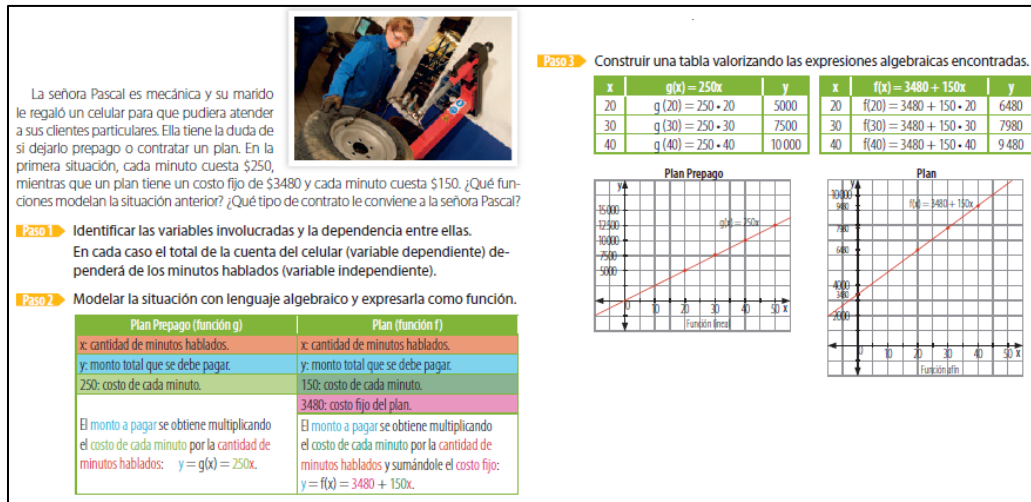 La señora Pascal es mecánica y su marido
le regaló un celular para que pudiera atender
a sus clientes particulares. Ella tiene la duda de
si dejarlo prepago o contratar un plan. En la
primera situación, cada minuto cuesta $250,
mientras que un plan tiene un costo fijo de $3480 y cada minuto cuesta $150. ¿Qué fun-
ciones modelan la situación anterior? ¿Qué tipo de contrato le conviene a la señora Pascal?
Paso 1 Identificar las variables involucradas y la dependencia entre ellas.
En cada caso el total de la cuenta del celular (variable dependiente) de-
penderá de los minutos hablados (variable independiente).
Paso 2 Modelar la situación con lenguaje algebraico y expresarla como función.
Plan Prepago (función g) Plan (función f)
x: cantidad de minutos hablados. x: cantidad de minutos hablados.
y: monto total que se debe pagar. y: monto total que se debe pagar.
250: costo de cada minuto. 150: costo de cada minuto.
3480: costo fijo del plan.
El monto a pagar se obtiene multiplicando
el costo de cada minuto por la cantidad de
minutos hablados: y = g(x) = 250x.
El monto a pagar se obtiene multiplicando
el costo de cada minuto por la cantidad de
minutos hablados y sumándole el costo fijo:
y = f(x) = 3480 + 150x.
Paso 3 Construir una tabla valorizando las expresiones algebraicas encontradas.
x g(x) = 250x y
20 g (20) = 250 • 20 5000
30 g (30) = 250 • 30 7500
40 g (40) = 250 • 40 10 000
x f(x) = 3480 + 150x y
20 f(20) = 3480 + 150 • 20 6480
30 f(30) = 3480 + 150 • 30 7980
40 f(40) = 3480 + 150 • 40 9 480
Plan Prepago
y
15000
12500
10000
7500
5000
g(x) = 250x
0 10 20 30 40 50 x
Función lineal
Plan
y
10000
9480
7980
6480
4000
3480
2000
f(x) = 3480 + 150x
0 10 20 30 40 50 x
Función afín